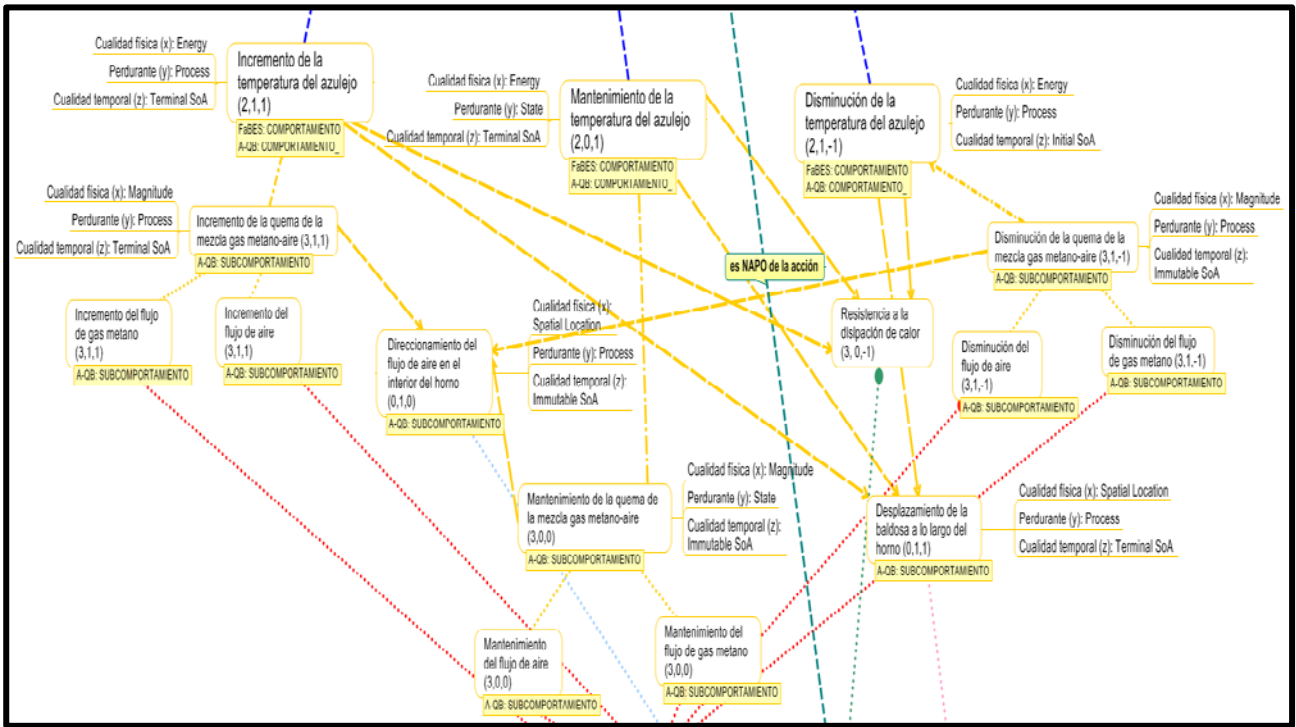 Cualidad física (x): Energy
Perdurante (y): Process
Cualidad temporal (z): Terminal SoA
Incremento de la
temperatura del azulejo
(2,1,1)
FaBES: COMPORTAMIENTO
A-QB: COMPORTAMIENTO_
Cualidad física (x): Energy
Perdurante (y): State
Cualidad temporal (z): Terminal SoA
Mantenimiento de la
temperatura del azulejo
(2,0,1)
FaBES: COMPORTAMIENTO
A-QB: COMPORTAMIENTO_
Disminución de la
temperatura del azulejo
(2,1,-1)
FaBES: COMPORTAMIENTO
A-QB: COMPORTAMIENTO_
Cualidad física (x): Energy
Perdurante (y): Process
Cualidad temporal (z): Initial SoA
Cualidad física (x): Magnitude
Perdurante (y): Process
Cualidad temporal (z): Terminal SoA
Incremento de la quema de la
mezcla gas metano-aire (3,1,1)
A-QB: SUBCOMPORTAMIENTO
Disminución de la quema de la
mezcla gas metano-aire (3,1,-1)
A-QB: SUBCOMPORTAMIENTO
Cualidad física (x): Magnitude
Perdurante (y): Process
Cualidad temporal (z):
Immutable SoA
es NAPO de la acción
Incremento del flujo
de gas metano
(3,1,1)
A-QB: SUBCOMPORTAMIENTO
Incremento del
flujo de aire
(3,1,1)
A-QB: SUBCOMPORTAMIENTO
Direccionamiento del
flujo de aire en el
interior del horno
(0,1,0)
A-QB: SUBCOMPORTAMIENTO
Cualidad física (x):
Spatial Location
Perdurante (y): Process
Cualidad temporal (z):
Immutable SoA
Resistencia a la
disipación de calor
(3, 0,-1)
Disminución del
flujo de aire
(3,1,-1)
A-QB: SUBCOMPORTAMIENTO
Disminución del flujo
de gas metano (3,1,-1)
A-QB: SUBCOMPORTAMIENTO
Mantenimiento de la quema de
la mezcla gas metano-aire
(3,0,0)
A-QB: SUBCOMPORTAMIENTO
Cualidad física (x): Magnitude
Perdurante (y): State
Cualidad temporal (z):
Immutable SoA
Desplazamiento de la
baldosa a lo largo del
horno (0,1,1)
A-QB: SUBCOMPORTAMIENTO
Cualidad física (x): Spatial Location
Perdurante (y): Process
Cualidad temporal (z): Terminal SoA
Mantenimiento
del flujo de aire
(3,0,0)
A-QB: SUBCOMPORTAMIENTO
Mantenimiento del
flujo de gas metano
(3,0,0)
A-QB: SUBCOMPORTAMIENTO